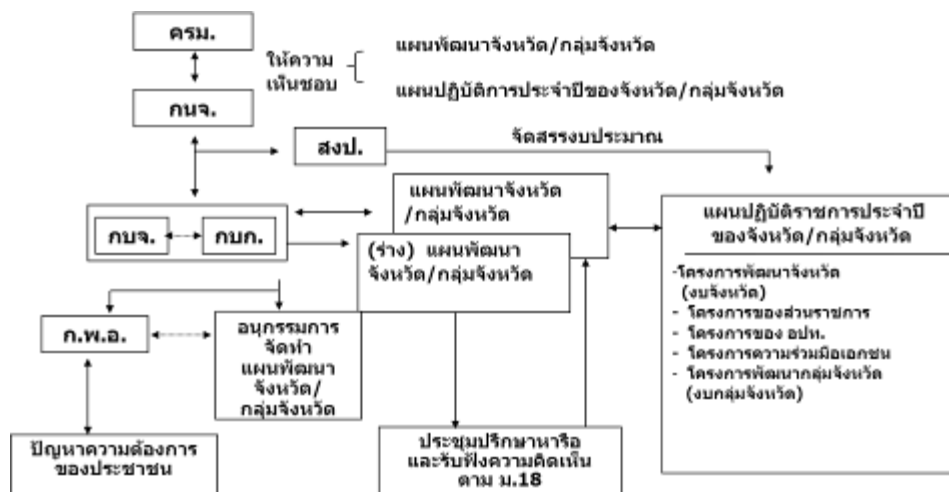 ครม.
ให้ความ
เห็นชอบ
แผนพัฒนาจังหวัด/กลุ่มจังหวัด
แผนปฏิบัติการประจำปีของจังหวัด/กลุ่มจังหวัด
กนจ.
สงป.
จัดสรรงบประมาณ
กบจ.
กบก.
แผนพัฒนาจังหวัด
/กลุ่มจังหวัด
(ร่าง) แผนพัฒนา
จังหวัด/กลุ่มจังหวัด
แผนปฏิบัติราชการประจำปี
ของจังหวัด/กลุ่มจังหวัด
-โครงการพัฒนาจังหวัด
(งบจังหวัด)
- โครงการของส่วนราชการ
- โครงการของ อปท.
- โครงการความร่วมมือเอกชน
- โครงการพัฒนากลุ่มจังหวัด
(งบกลุ่มจังหวัด)
ก.พ.อ.
อนุกรรมการ
จัดทำ
แผนพัฒนา
จังหวัด/
กลุ่มจังหวัด
ปัญหาความต้องการ
ของประชาชน
ประชุมปรึกษาหารือ
และรับฟังความคิดเห็น
ตาม ม.18